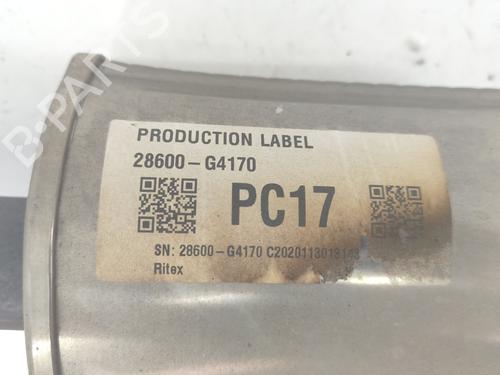 B-PARTS
PRODUCTION LABEL
28600-G4170
PC17
SN: 28600-G4170
Ritex